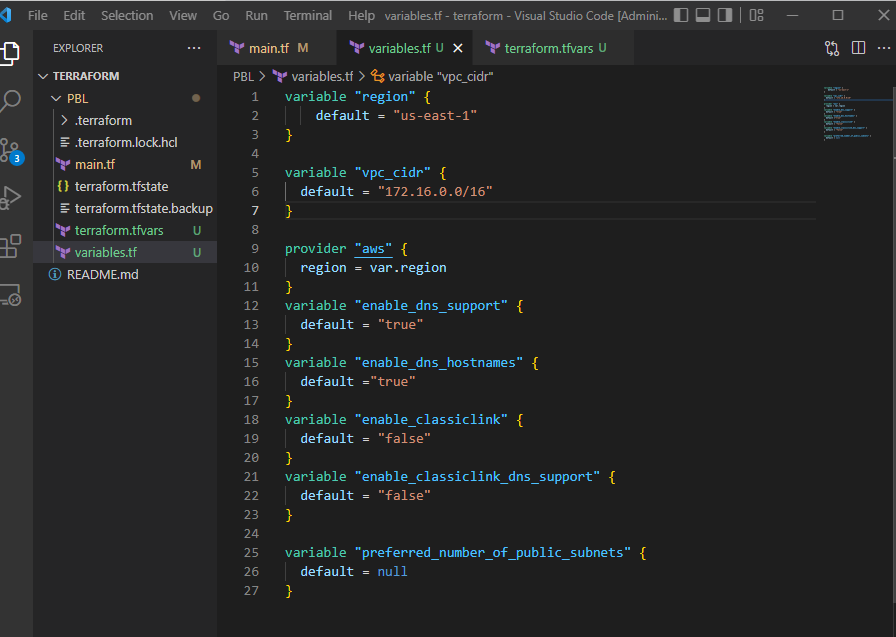 File Edit Selection View Go Run Terminal Help variables.tf - terraform - Visual Studio Code [Admini...
EXPLORER ...
main.tf M variables.tf U terraform.tfvars U ...
TERRAFORM
PBL
.terraform
.terraform.lock.hcl
main.tf M
{} terraform.tfstate
terraform.tfstate.backup
terraform.tfvars U
variables.tf U
README.md
3
PBL > variables.tf > variable "vpc_cidr"
1 variable "region" {
2 default = "us-east-1"
3 }
4
5 variable "vpc_cidr" {
6 default = "172.16.0.0/16"
7 }
8
9 provider "aws" {
10 region = var.region
11 }
12 variable "enable_dns_support" {
13 default = "true"
14 }
15 variable "enable_dns_hostnames" {
16 default ="true"
17 }
18 variable "enable_classiclink" {
19 default = "false"
20 }
21 variable "enable_classiclink_dns_support" {
22 default = "false"
23 }
24
25 variable "preferred_number_of_public_subnets" {
26 default = null
27 }